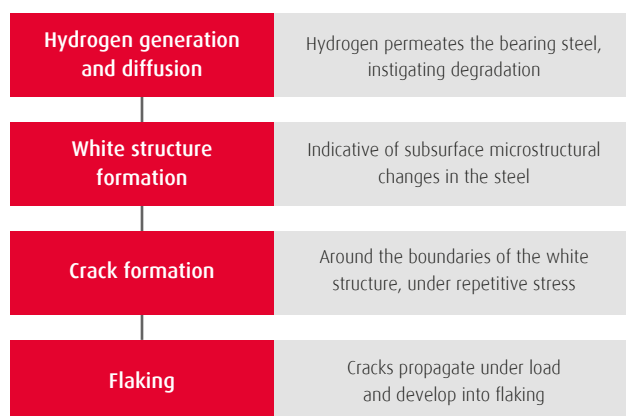 Hydrogen generation
and diffusion
Hydrogen permeates the bearing steel,
instigating degradation
White structure
formation
Indicative of subsurface microstructural
changes in the steel
Crack formation
Around the boundaries of the white
structure, under repetitive stress
Flaking
Cracks propagate under load
and develop into flaking